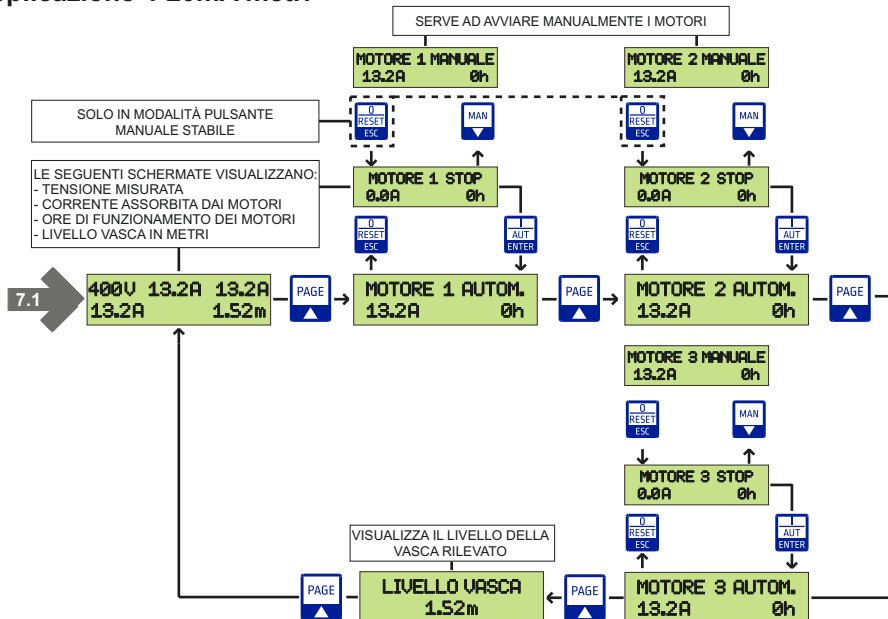 SERVE AD AVVIARE MANUALMENTE I MOTORI
MOTORE 1 MANUALE
13.2A 0h
MOTORE 2 MANUALE
13.2A 0h
SOLO IN MODALITÀ PULSANTE
MANUALE STABILE
0
RESET
ESC
MAN
0
RESET
ESC
MAN
LE SEGUENTI SCHERMATE VISUALIZZANO:
- TENSIONE MISURATA
- CORRENTE ASSORBITA DAI MOTORI
- ORE DI FUNZIONAMENTO DEI MOTORI
- LIVELLO VASCA IN METRI
MOTORE 1 STOP
0.0A 0h
MOTORE 2 STOP
0.0A 0h
0
RESET
ESC
I
AUT
ENTER
0
RESET
ESC
I
AUT
ENTER
7.1
400V 13.2A 13.2A
13.2A 1.52m
PAGE
MOTORE 1 AUTOM.
13.2A 0h
PAGE
MOTORE 2 AUTOM.
13.2A 0h
PAGE
MOTORE 3 MANUALE
13.2A 0h
0
RESET
ESC
MAN
MOTORE 3 STOP
0.0A 0h
0
RESET
ESC
I
AUT
ENTER
VISUALIZZA IL LIVELLO DELLA
VASCA RILEVATO
PAGE
LIVELLO VASCA
1.52m
PAGE
MOTORE 3 AUTOM.
13.2A 0h